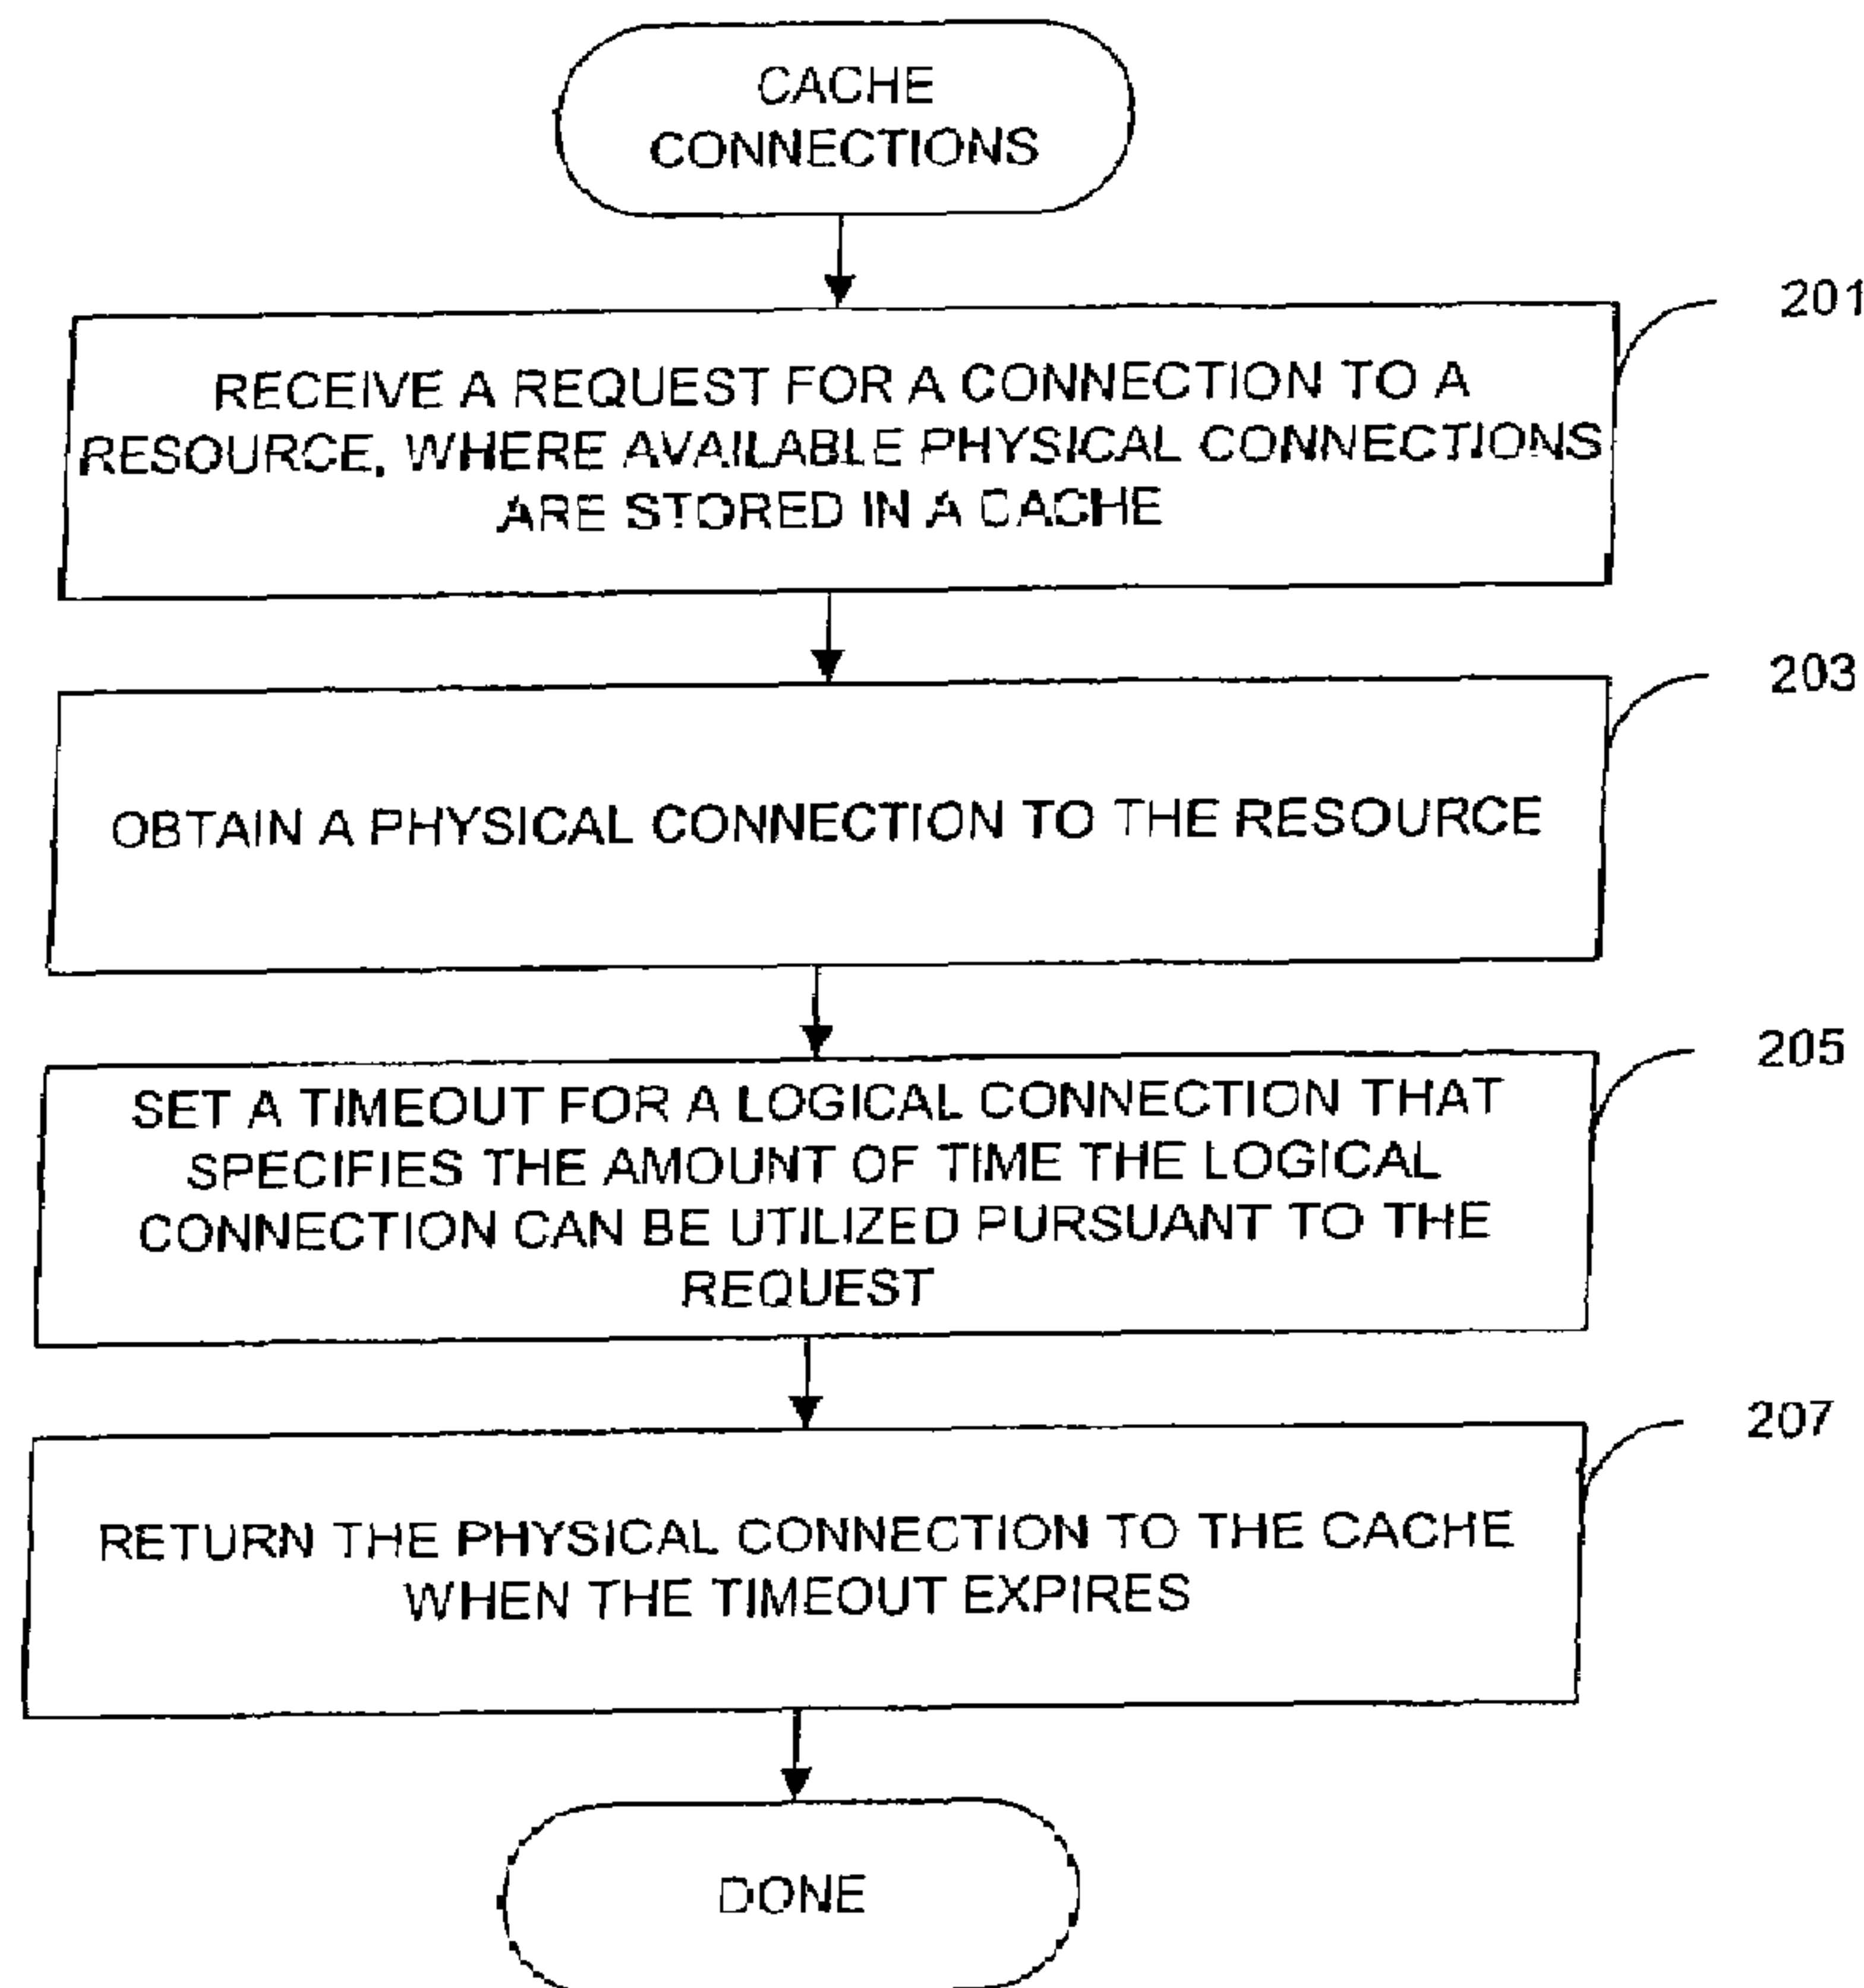 CACHE
CONNECTIONS
201
RECEIVE A REQUEST FOR A CONNECTION TO A
RESOURCE, WHERE AVAILABLE PHYSICAL CONNECTIONS
ARE STORED IN A CACHE
203
OBTAIN A PHYSICAL CONNECTION TO THE RESOURCE
205
SET A TIMEOUT FOR A LOGICAL CONNECTION THAT
SPECIFIES THE AMOUNT OF TIME THE LOGICAL
CONNECTION CAN BE UTILIZED PURSUANT TO THE
REQUEST
207
RETURN THE PHYSICAL CONNECTION TO THE CACHE
WHEN THE TIMEOUT EXPIRES
DONE